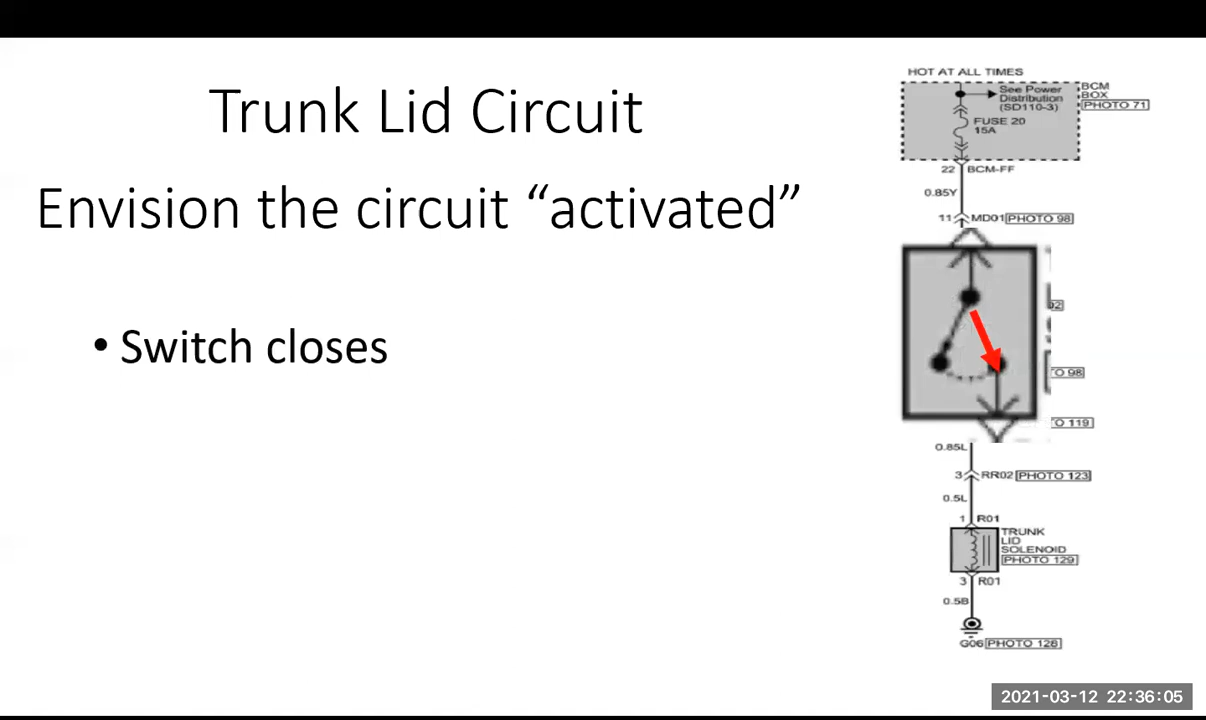 Trunk Lid Circuit
Envision the circuit “activated”
• Switch closes
HOT AT ALL TIMES
See Power
Distribution
(SD110-3)
FUSE 20
15A
BCM
BOX
PHOTO 71
22 BCM-FF
0.85Y
11 MD01 PHOTO 98
O 98
O 119
0.85L
3 RR02 PHOTO 123
0.5L
1 R01
TRUNK
LID
SOLENOID
PHOTO 129
3 R01
0.5B
G06 PHOTO 128
2021-03-12 22:36:05